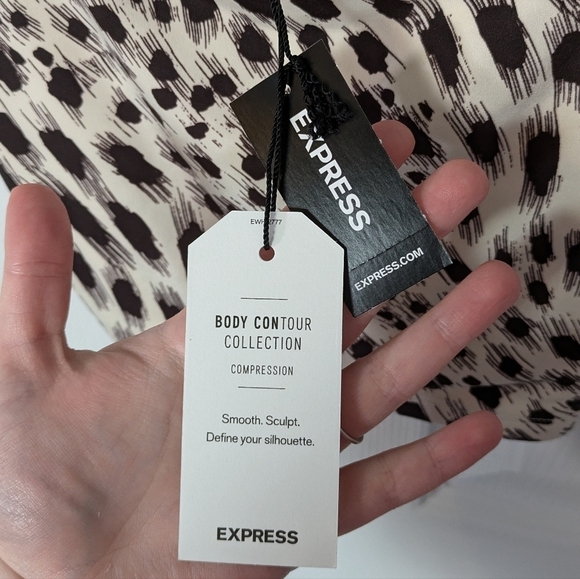 EXPRESS
EXPRESS.COM
BODY CONTOUR
COLLECTION
COMPRESSION
Smooth. Sculpt.
Define your silhouette.
EXPRESS